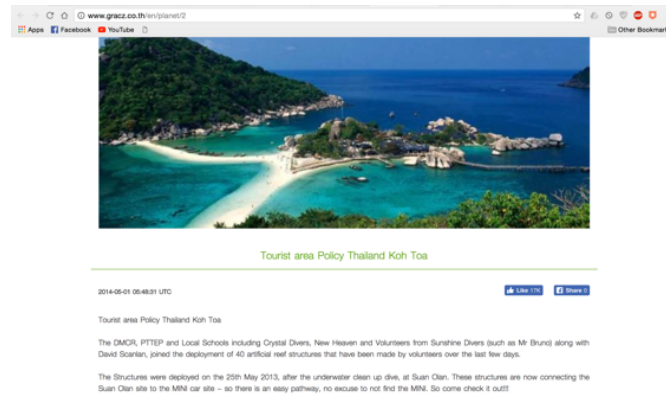 www.gracz.co.th/en/planet/2
Apps Facebook YouTube Other Bookmarks
Tourist area Policy Thailand Koh Toa
2014-05-01 05:48:31 UTC Like 17K Share 0
Tourist area Policy Thailand Koh Toa
The DMCR, PTTEP and Local Schools including Crystal Divers, New Heaven and Volunteers from Sunshine Divers (such as Mr Bruno) along with
David Scanlan, joined the deployment of 40 artificial reef structures that have been made by volunteers over the last few days.
The Structures were deployed on the 25th May 2013, after the underwater clean up dive, at Suan Olan. These structures are now connecting the
Suan Olan site to the MINI car site – so there is an easy pathway, no excuse to not find the MINI. So come check it out!!!